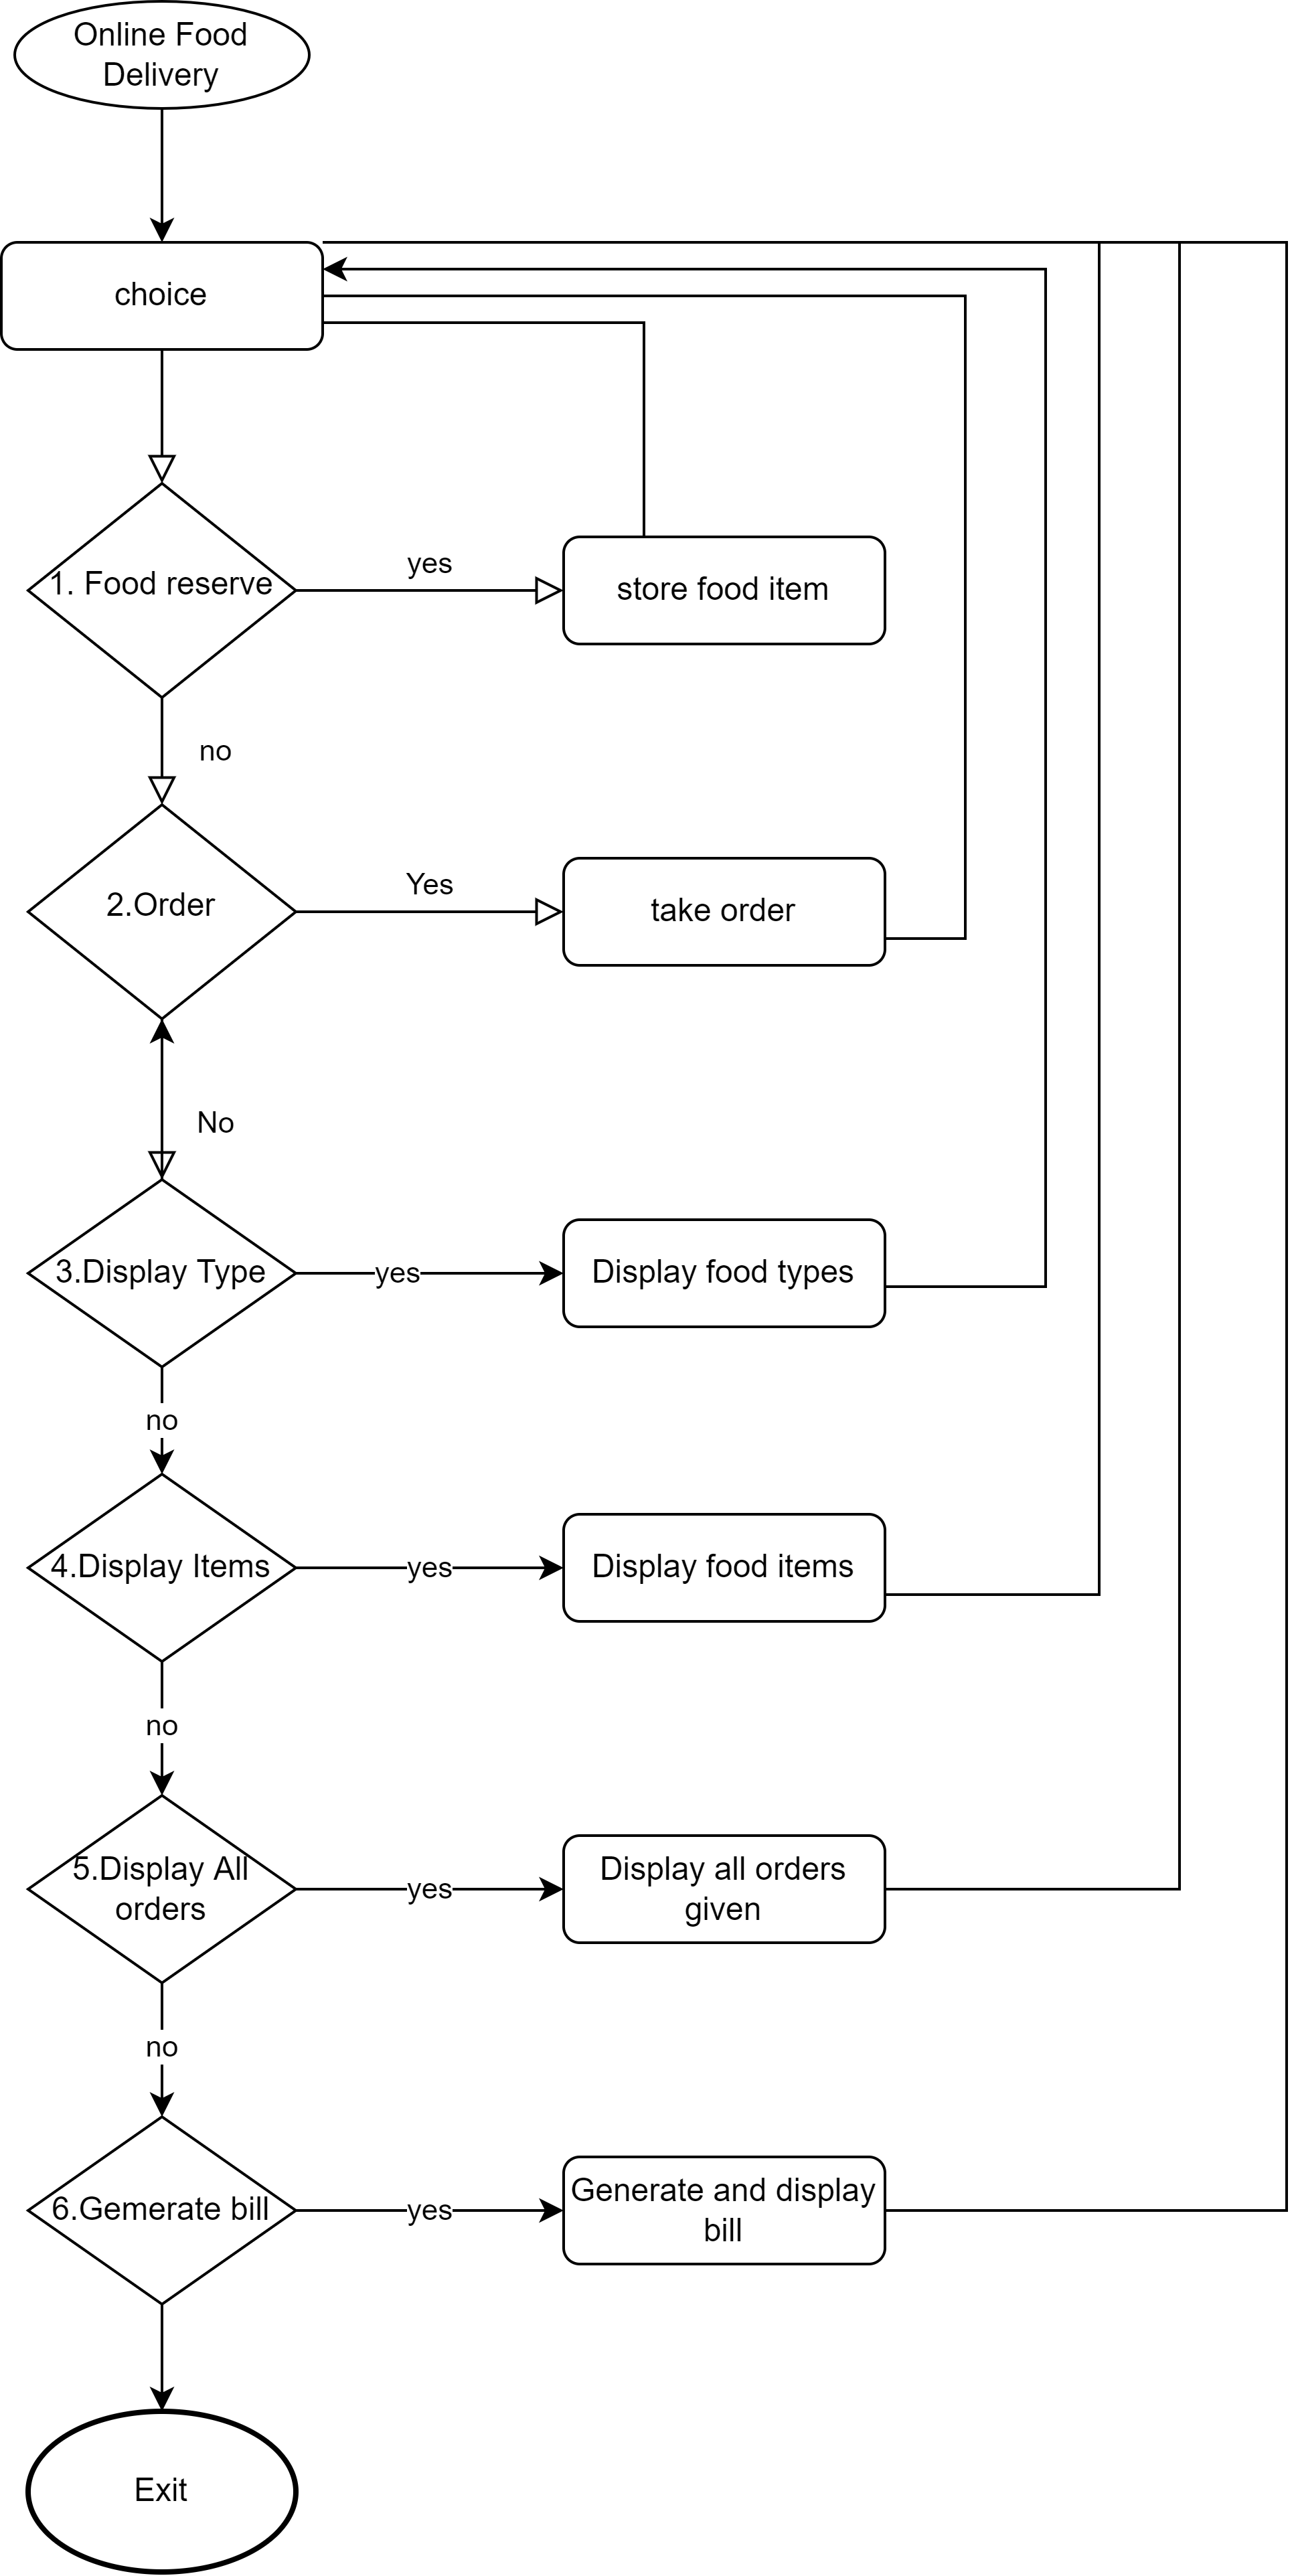 Online Food
Delivery
choice
1. Food reserve
yes
store food item
no
2.Order
Yes
take order
No
3.Display Type
yes
Display food types
no
4.Display Items
yes
Display food items
no
5.Display All
orders
yes
Display all orders
given
no
6.Gemerate bill
yes
Generate and display
bill
Exit